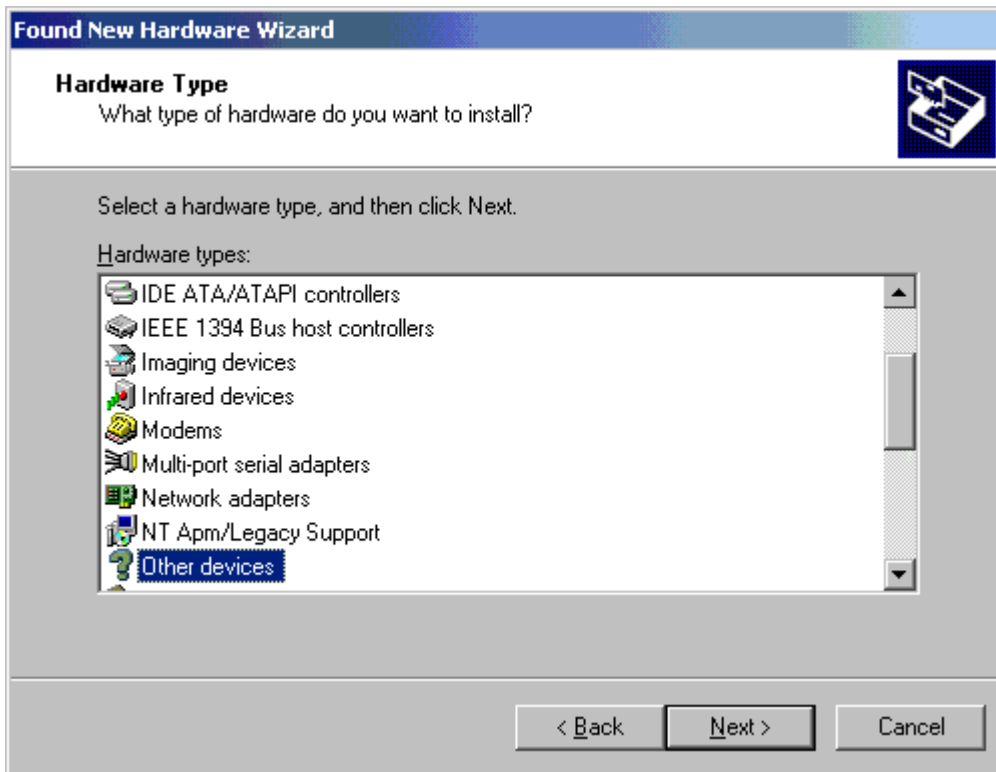 Found New Hardware Wizard
Hardware Type
What type of hardware do you want to install?
Select a hardware type, and then click Next.
Hardware types:
IDE ATA/ATAPI controllers
IEEE 1394 Bus host controllers
Imaging devices
Infrared devices
Modems
Multi-port serial adapters
Network adapters
NT Apm/Legacy Support
Other devices
< Back
Next >
Cancel